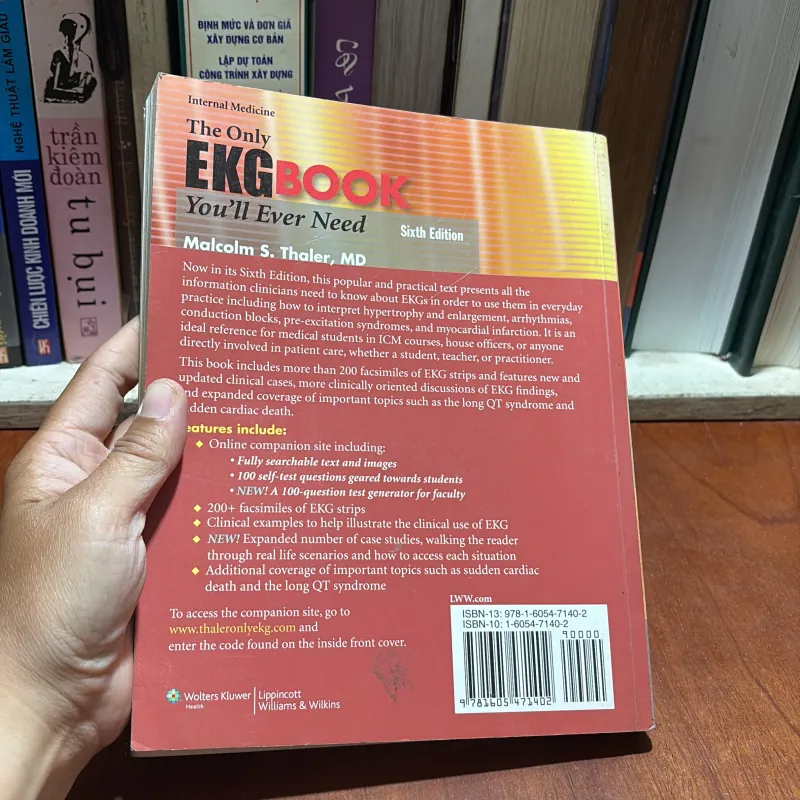 NGHỆ THUẬT LÀM GIÀU
CHIẾN LƯỢC KINH DOANH MỚI
trần
kiêm
đoàn
tu bụi
ĐỊNH MỨC VÀ ĐƠN GIÁ
XÂY DỰNG CƠ BẢN
LẬP DỰ TOÁN
CÔNG TRÌNH XÂY DỰNG
Internal Medicine
The Only
EKG BOOK
You'll Ever Need
Sixth Edition
Malcolm S. Thaler, MD
Now in its Sixth Edition, this popular and practical text presents all the
information clinicians need to know about EKGs in order to use them in everyday
practice including how to interpret hypertrophy and enlargement, arrhythmias,
conduction blocks, pre-excitation syndromes, and myocardial infarction. It is an
ideal reference for medical students in ICM courses, house officers, or anyone
directly involved in patient care, whether a student, teacher, or practitioner.
This book includes more than 200 facsimiles of EKG strips and features new and
updated clinical cases, more clinically oriented discussions of EKG findings,
and expanded coverage of important topics such as the long QT syndrome and
sudden cardiac death.
eatures include:
◆ Online companion site including:
• Fully searchable text and images
• 100 self-test questions geared towards students
• NEW! A 100-question test generator for faculty
◆ 200+ facsimiles of EKG strips
◆ Clinical examples to help illustrate the clinical use of EKG
◆ NEW! Expanded number of case studies, walking the reader
through real life scenarios and how to access each situation
◆ Additional coverage of important topics such as sudden cardiac
death and the long QT syndrome
To access the companion site, go to
www.thaleronlyekg.com and
enter the code found on the inside front cover.
LWW.com
ISBN-13: 978-1-6054-7140-2
ISBN-10: 1-6054-7140-2
90000
9 781605 471402
Wolters Kluwer
Health
Lippincott
Williams & Wilkins